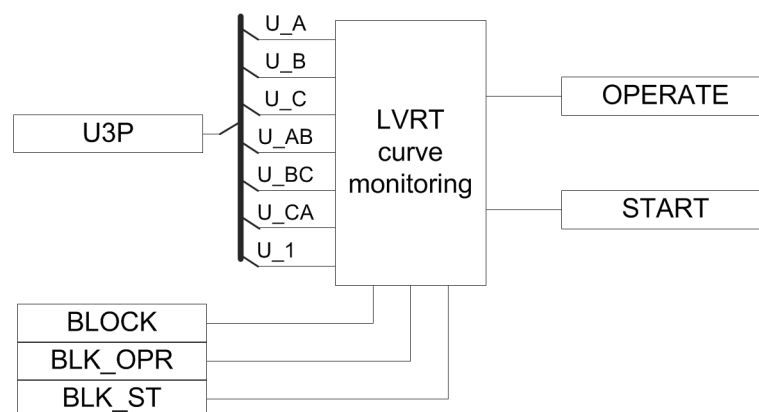 U_A
U_B
U_C
U_AB
U_BC
U_CA
U_1
U3P
LVRT
curve
monitoring
OPERATE
START
BLOCK
BLK_OPR
BLK_ST